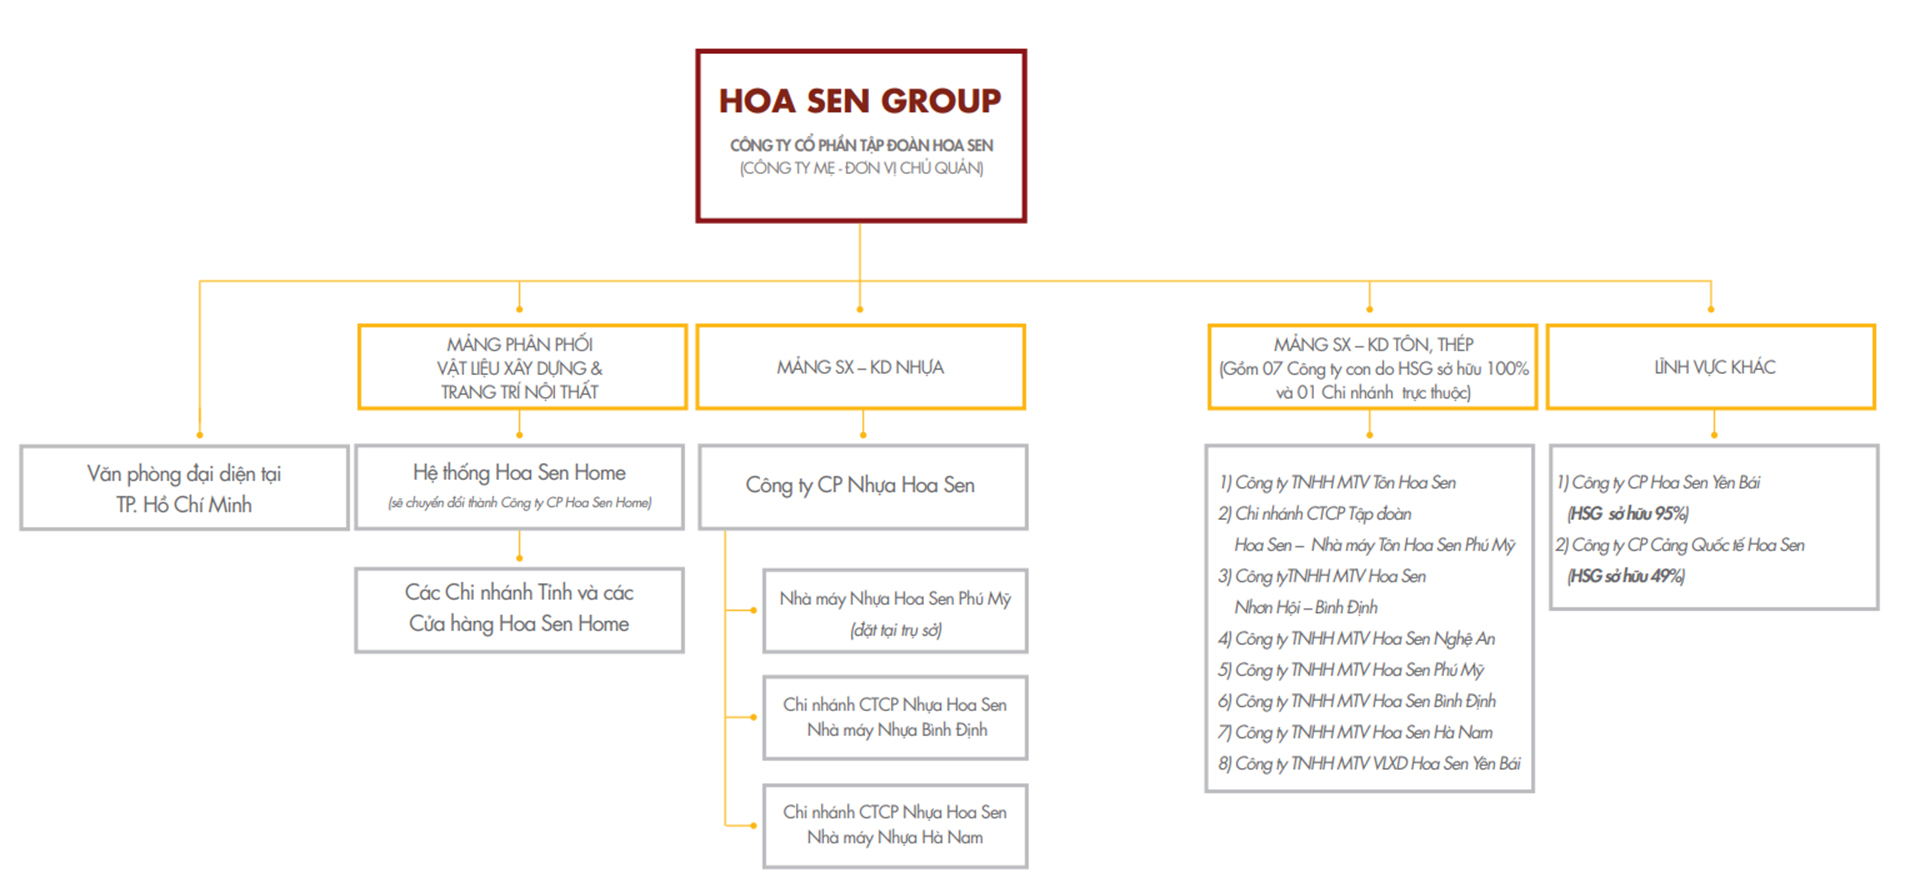 HOA SEN GROUP
CÔNG TY CỔ PHẦN TẬP ĐOÀN HOA SEN
(CÔNG TY MẸ - ĐƠN VỊ CHỦ QUẢN)
MẢNG PHÂN PHỐI
VẬT LIỆU XÂY DỰNG &
TRANG TRÍ NỘI THẤT
MẢNG SX – KD NHỰA
MẢNG SX – KD TÔN, THÉP
(Gồm 07 Công ty con do HSG sở hữu 100%
và 01 Chi nhánh trực thuộc)
LĨNH VỰC KHÁC
Văn phòng đại diện tại
TP. Hồ Chí Minh
Hệ thống Hoa Sen Home
(sẽ chuyển đổi thành Công ty CP Hoa Sen Home)
Các Chi nhánh Tỉnh và các
Cửa hàng Hoa Sen Home
Công ty CP Nhựa Hoa Sen
Nhà máy Nhựa Hoa Sen Phú Mỹ
(đặt tại trụ sở)
Chi nhánh CTCP Nhựa Hoa Sen
Nhà máy Nhựa Bình Định
Chi nhánh CTCP Nhựa Hoa Sen
Nhà máy Nhựa Hà Nam
1) Công ty TNHH MTV Tôn Hoa Sen
2) Chi nhánh CTCP Tập đoàn
Hoa Sen – Nhà máy Tôn Hoa Sen Phú Mỹ
3) Công tyTNHH MTV Hoa Sen
Nhơn Hội – Bình Định
4) Công ty TNHH MTV Hoa Sen Nghệ An
5) Công ty TNHH MTV Hoa Sen Phú Mỹ
6) Công ty TNHH MTV Hoa Sen Bình Định
7) Công ty TNHH MTV Hoa Sen Hà Nam
8) Công ty TNHH MTV VLXD Hoa Sen Yên Bái
1) Công ty CP Hoa Sen Yên Bái
(HSG sở hữu 95%)
2) Công ty CP Cảng Quốc tế Hoa Sen
(HSG sở hữu 49%)